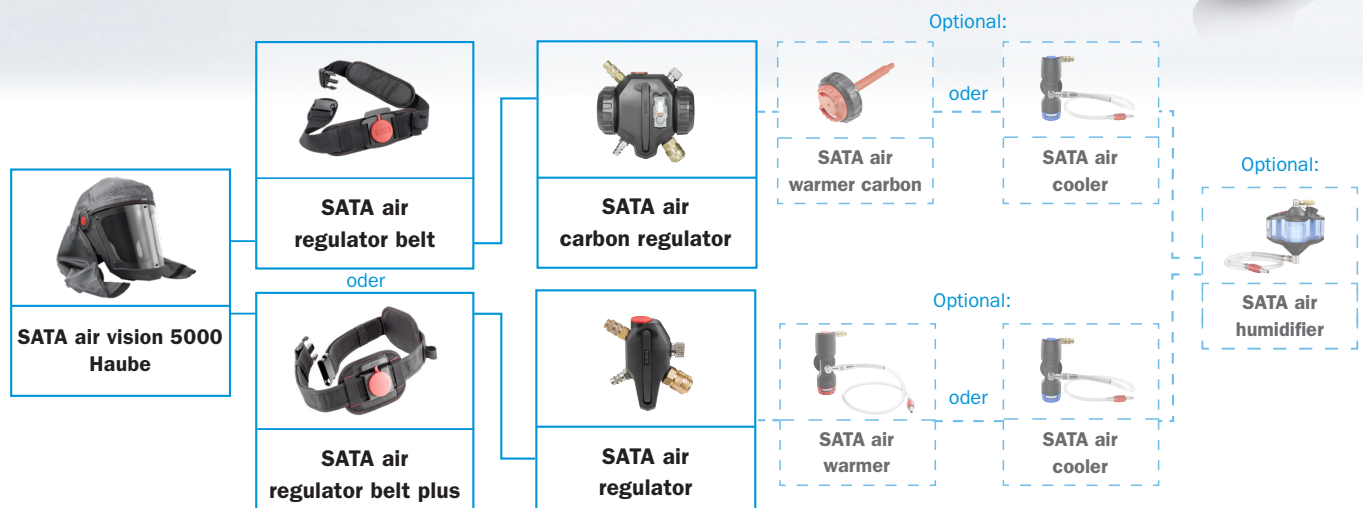 SATA air vision 5000
Haube
SATA air
regulator belt
oder
SATA air
regulator belt plus
SATA air
carbon regulator
SATA air
regulator
Optional:
SATA air
warmer carbon
oder
SATA air
cooler
Optional:
SATA air
warmer
oder
SATA air
cooler
Optional:
SATA air
humidifier